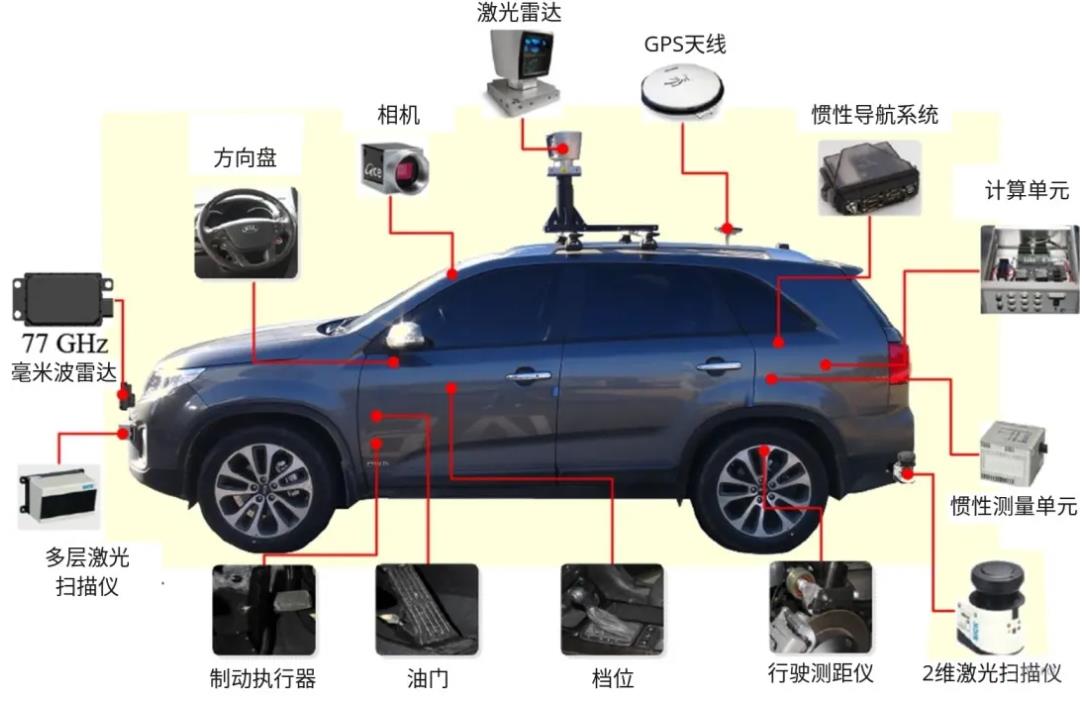 激光雷达
GPS天线
相机
惯性导航系统
方向盘
计算单元
77 GHz
毫米波雷达
惯性测量单元
多层激光
扫描仪
制动执行器
油门
档位
行驶测距仪
2维激光扫描仪